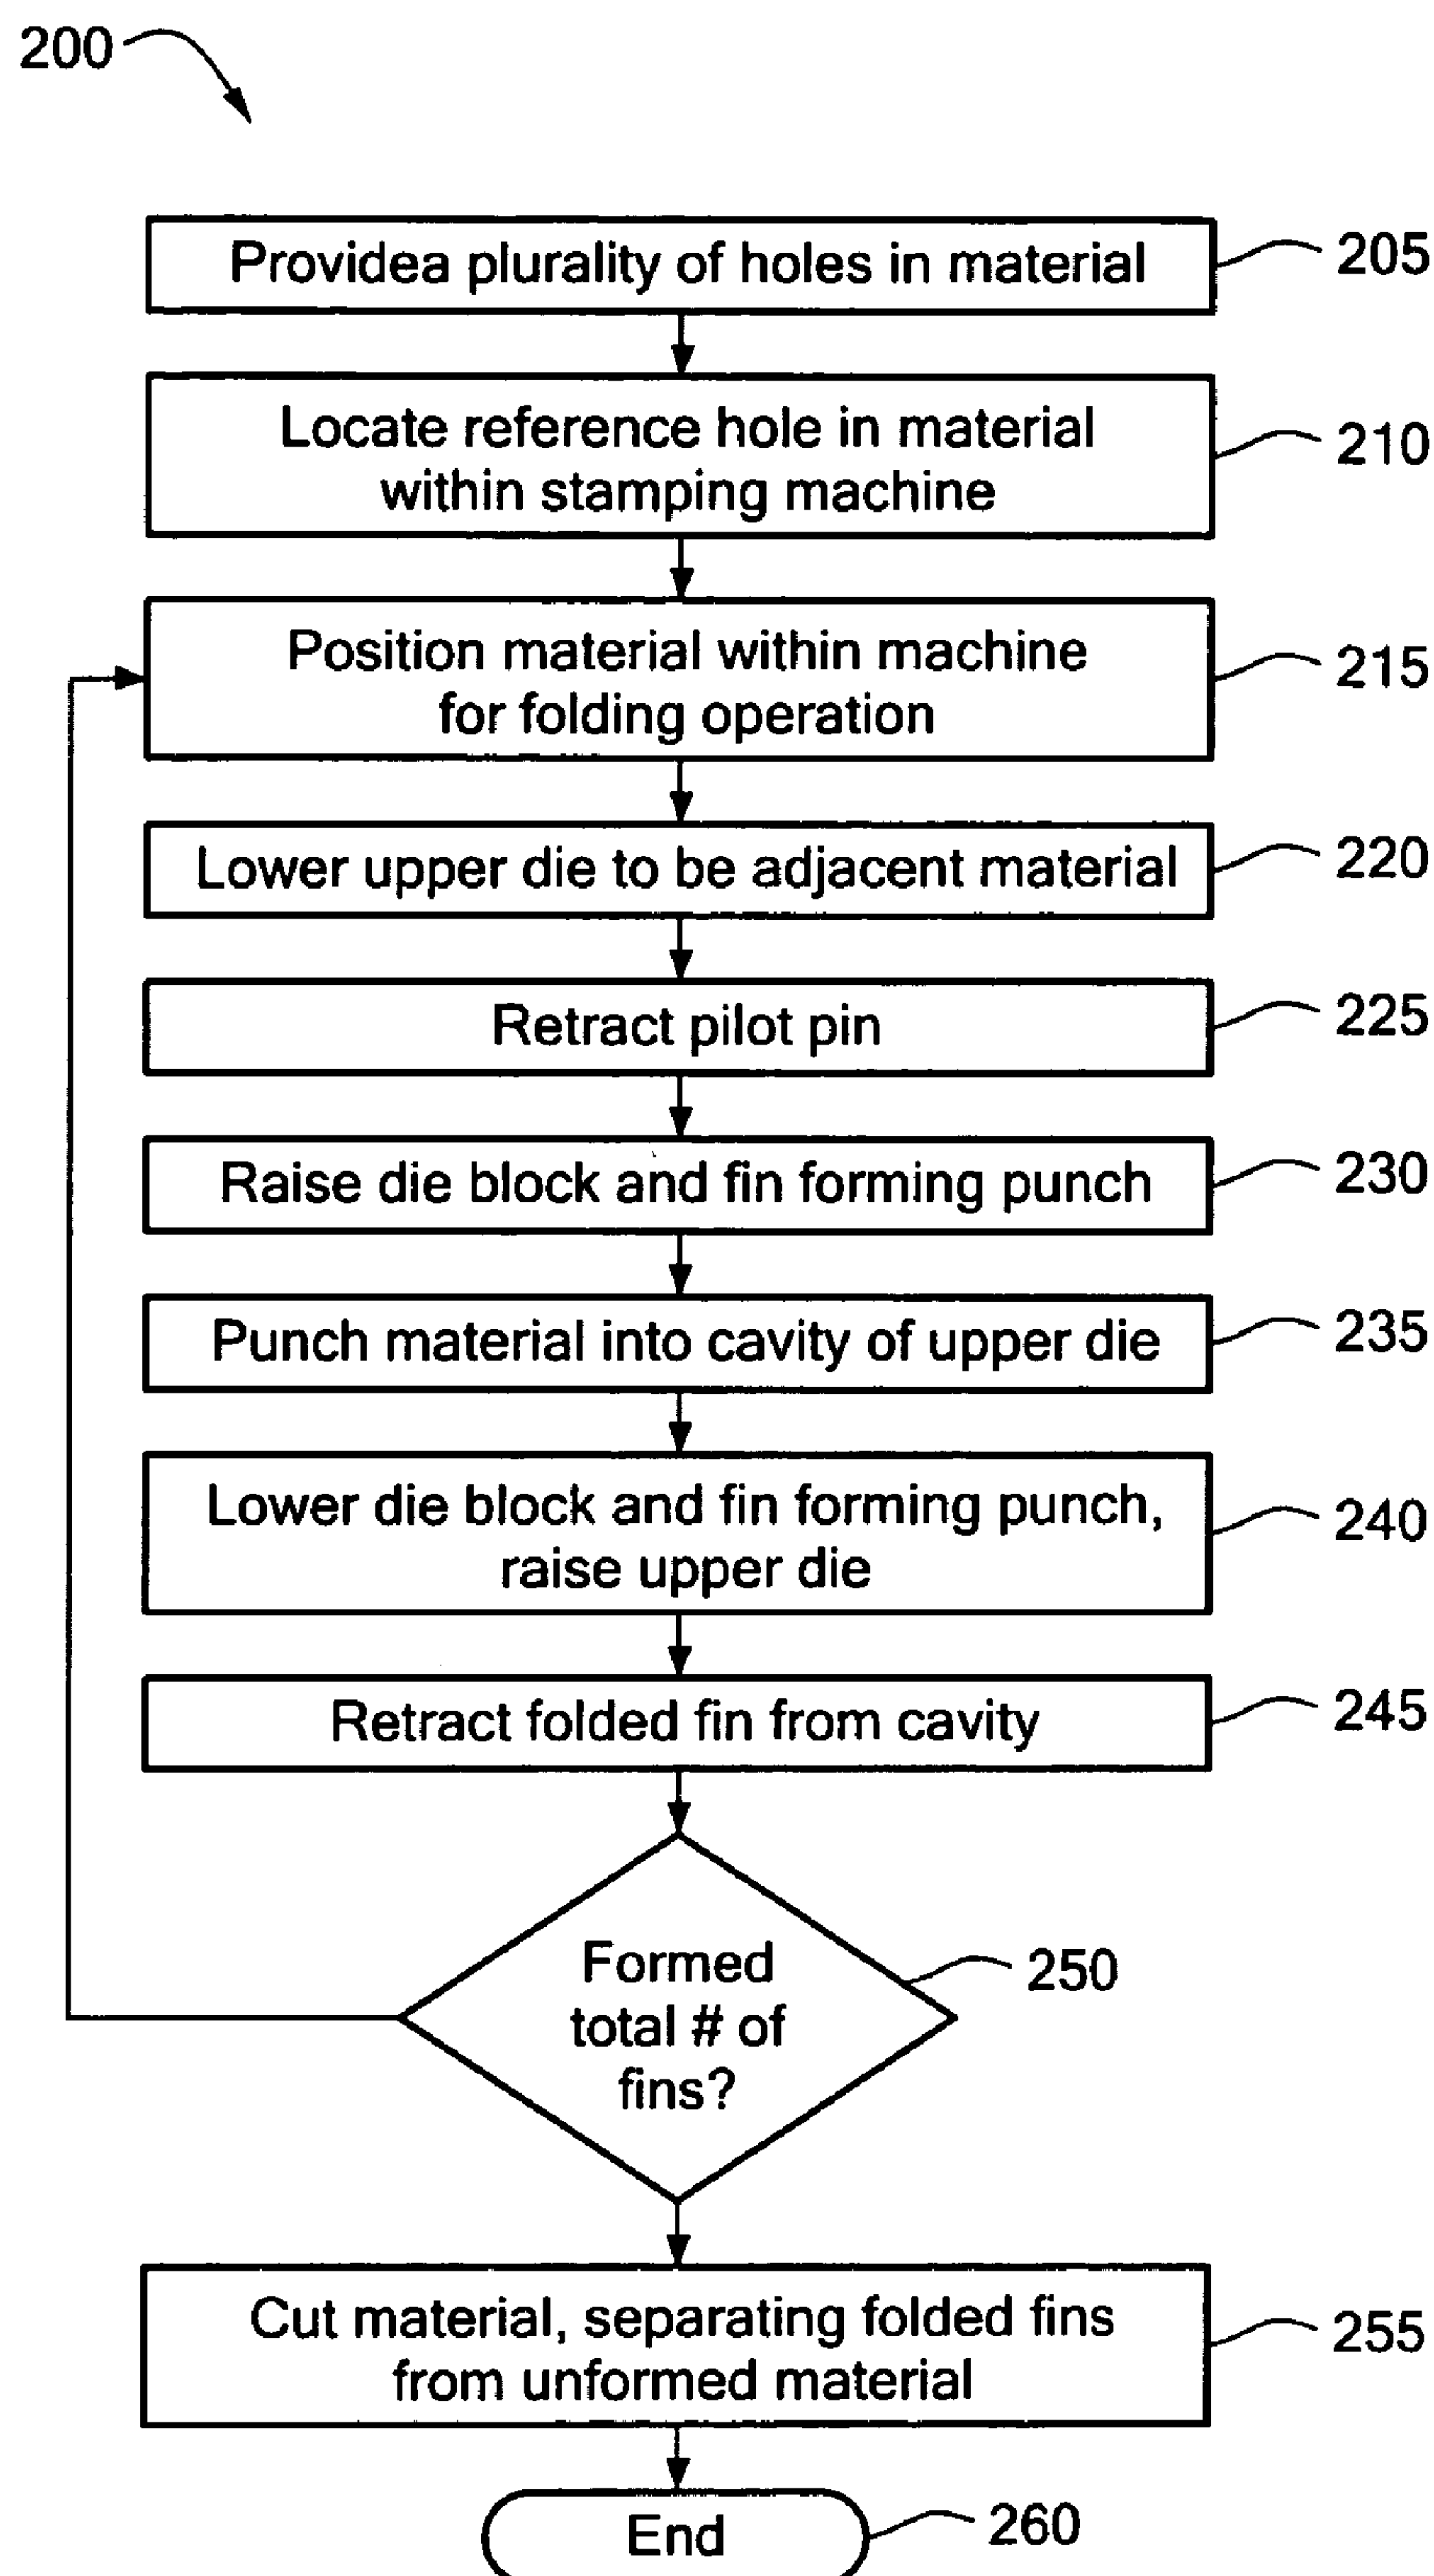 200
Providea plurality of holes in material
205
Locate reference hole in material
within stamping machine
210
Position material within machine
for folding operation
215
Lower upper die to be adjacent material
220
Retract pilot pin
225
Raise die block and fin forming punch
230
Punch material into cavity of upper die
235
Lower die block and fin forming punch,
raise upper die
240
Retract folded fin from cavity
245
Formed
total # of
fins?
250
Cut material, separating folded fins
from unformed material
255
End
260